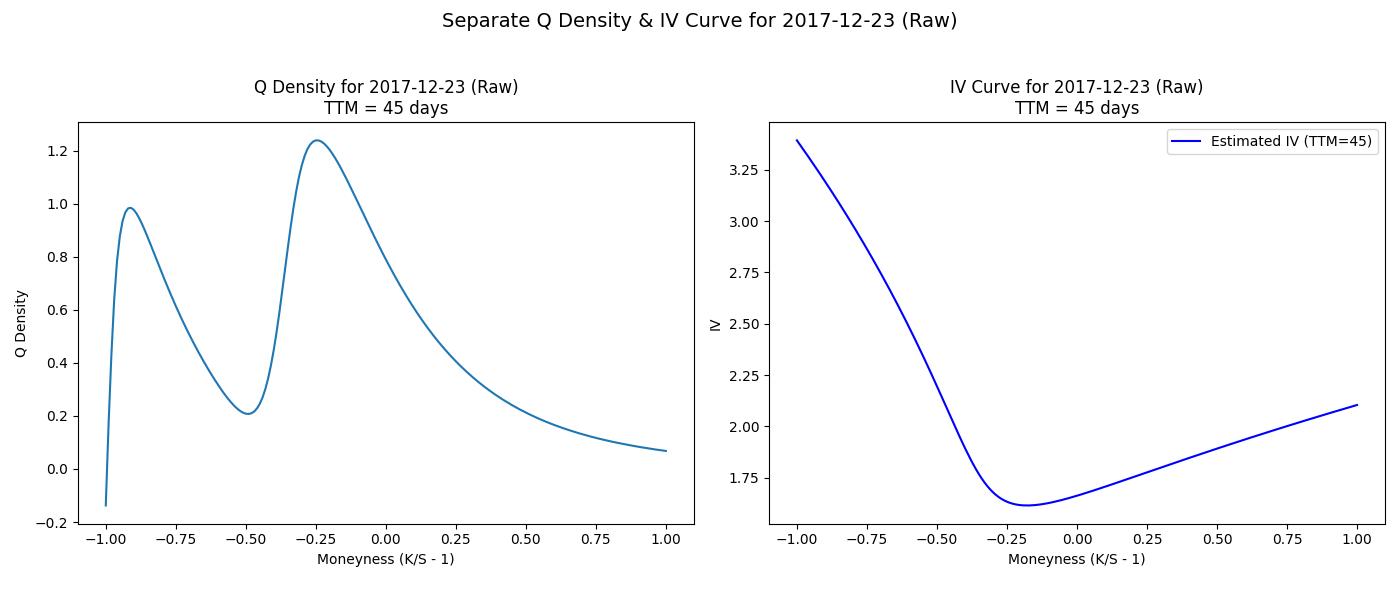 Separate Q Density & IV Curve for 2017-12-23 (Raw)
Q Density for 2017-12-23 (Raw)
TTM = 45 days
Q Density
1.2
1.0
0.8
0.6
0.4
0.2
0.0
−0.2
−1.00 −0.75 −0.50 −0.25 0.00 0.25 0.50 0.75 1.00
Moneyness (K/S - 1)
IV Curve for 2017-12-23 (Raw)
TTM = 45 days
Estimated IV (TTM=45)
IV
3.25
3.00
2.75
2.50
2.25
2.00
1.75
−1.00 −0.75 −0.50 −0.25 0.00 0.25 0.50 0.75 1.00
Moneyness (K/S - 1)